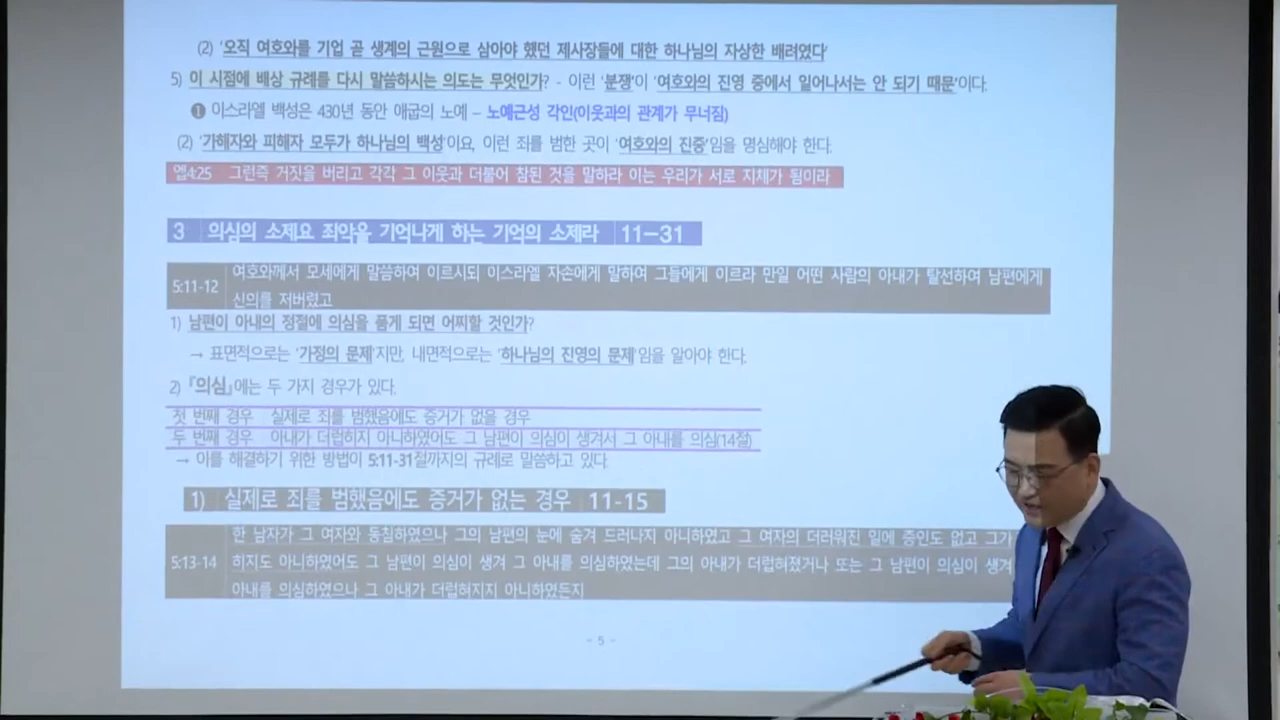 (2) '오직 여호와를 기업 곧 생계의 근원으로 삼아야 했던 제사장들에 대한 하나님의 자상한 배려였다'
5) 이 시점에 배상 규례를 다시 말씀하시는 의도는 무엇인가? - 이런 '분쟁'이 '여호와의 진영 중에서 일어나서는 안 되기 때문'이다.
❶ 이스라엘 백성은 430년 동안 애굽의 노예 – 노예근성 각인(이웃과의 관계가 무너짐)
(2) '가해자와 피해자 모두가 하나님의 백성'이요, 이런 죄를 범한 곳이 '여호와의 진중'임을 명심해야 한다.
엡4:25 그런즉 거짓을 버리고 각각 그 이웃과 더불어 참된 것을 말하라 이는 우리가 서로 지체가 됨이라
3 의심의 소제요 죄악을 기억나게 하는 기억의 소제라 11-31
여호와께서 모세에게 말씀하여 이르시되 이스라엘 자손에게 말하여 그들에게 이르라 만일 어떤 사람의 아내가 탈선하여 남편에게
5:11-12
신의를 저버렸고
1) 남편이 아내의 정절에 의심을 품게 되면 어찌할 것인가?
→ 표면적으로는 '가정의 문제'지만, 내면적으로는 '하나님의 진영의 문제'임을 알아야 한다.
2) 『의심』에는 두 가지 경우가 있다.
첫 번째 경우 실제로 죄를 범했음에도 증거가 없을 경우
두 번째 경우 아내가 더럽히지 아니하였어도 그 남편이 의심이 생겨서 그 아내를 의심(14절)
→ 이를 해결하기 위한 방법이 5:11-31절까지의 규례로 말씀하고 있다.
1) 실제로 죄를 범했음에도 증거가 없는 경우 11-15
한 남자가 그 여자와 동침하였으나 그의 남편의 눈에 숨겨 드러나지 아니하였고 그 여자의 더러워진 일에 증인도 없고 그가
5:13-14 히지도 아니하였어도 그 남편이 의심이 생겨 그 아내를 의심하였는데 그의 아내가 더럽혀졌거나 또는 그 남편이 의심이 생겨
아내를 의심하였으나 그 아내가 더럽혀지지 아니하였든지
- 5 -